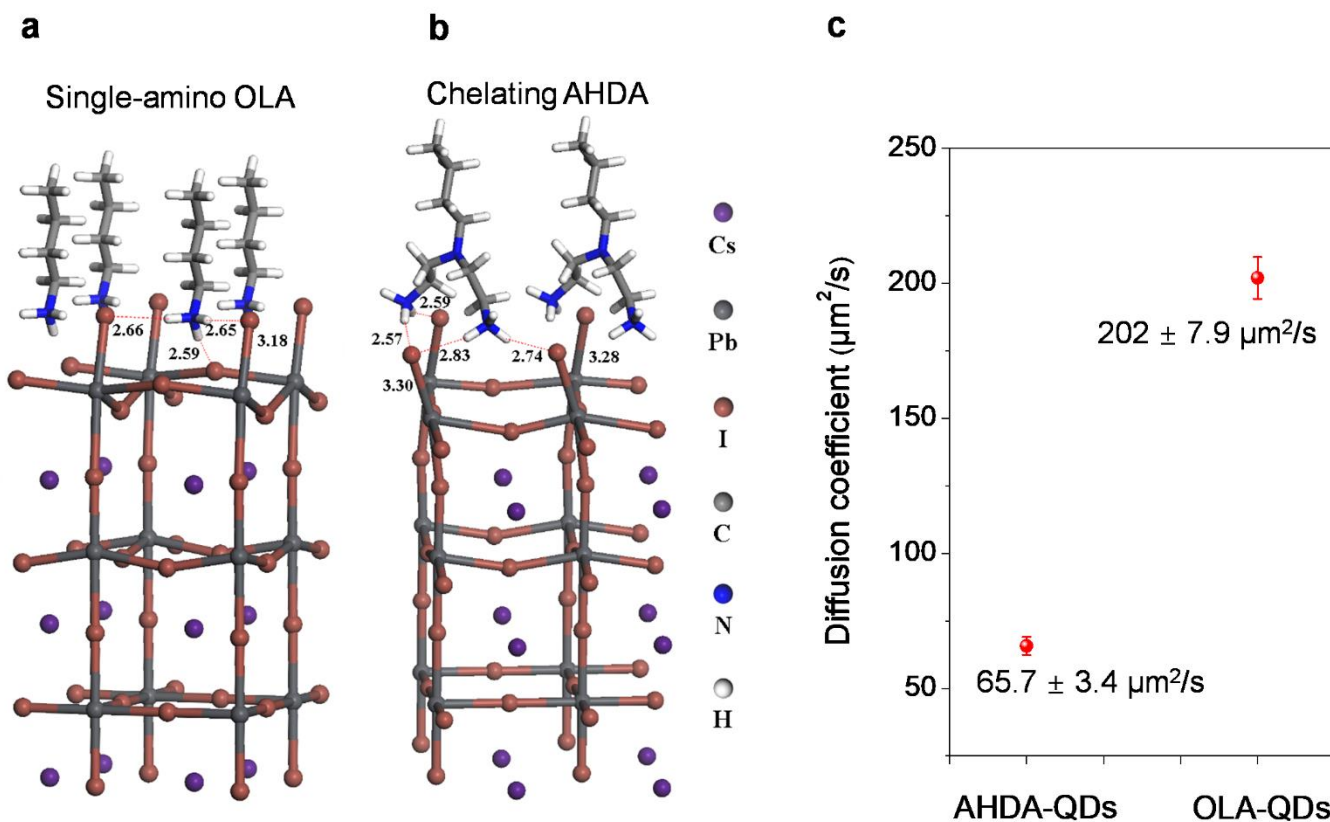 a
Single-amino OLA
2.66
2.65
2.59
3.18
b
Chelating AHDA
2.59
2.57
2.83
2.74
3.28
3.30
Cs
Pb
I
C
N
H
c
Diffusion coefficient (μm²/s)
250
200
150
100
50
202 ± 7.9 μm²/s
65.7 ± 3.4 μm²/s
AHDA-QDs
OLA-QDs